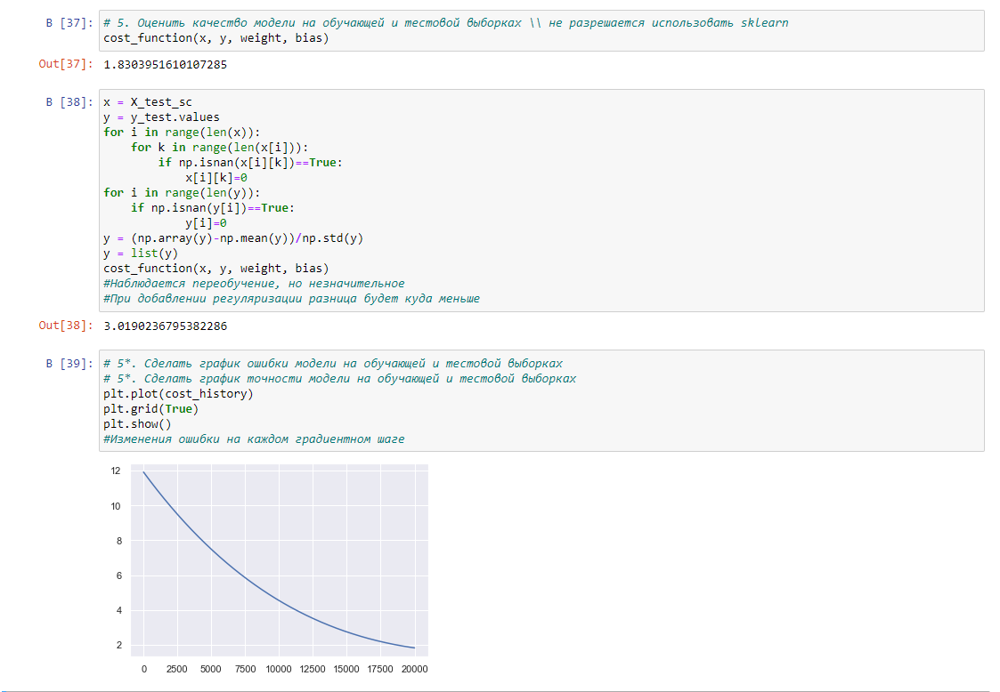 В [37]: # 5. Оценить качество модели на обучающей и тестовой выборках \\ не разрешается использовать sklearn
cost_function(x, y, weight, bias)
Out[37]: 1.8303951610107285
В [38]: x = X_test_sc
y = y_test.values
for i in range(len(x)):
    for k in range(len(x[i])):
        if np.isnan(x[i][k])==True:
            x[i][k]=0
for i in range(len(y)):
    if np.isnan(y[i])==True:
            y[i]=0
y = (np.array(y)-np.mean(y))/np.std(y)
y = list(y)
cost_function(x, y, weight, bias)
#Наблюдается переобучение, но незначительное
#При добавлении регуляризации разница будет куда меньше
Out[38]: 3.0190236795382286
В [39]: # 5*. Сделать график ошибки модели на обучающей и тестовой выборках
# 5*. Сделать график точности модели на обучающей и тестовой выборках
plt.plot(cost_history)
plt.grid(True)
plt.show()
#Изменения ошибки на каждом градиентном шаге
12
10
8
6
4
2
0 2500 5000 7500 10000 12500 15000 17500 20000